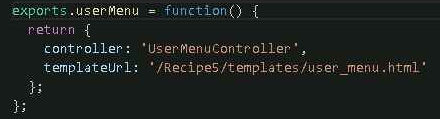 exports.userMenu = function() {
return {
controller: 'UserMenuController',
templateUrl: '/Recipe5/templates/user_menu.html'
};
};